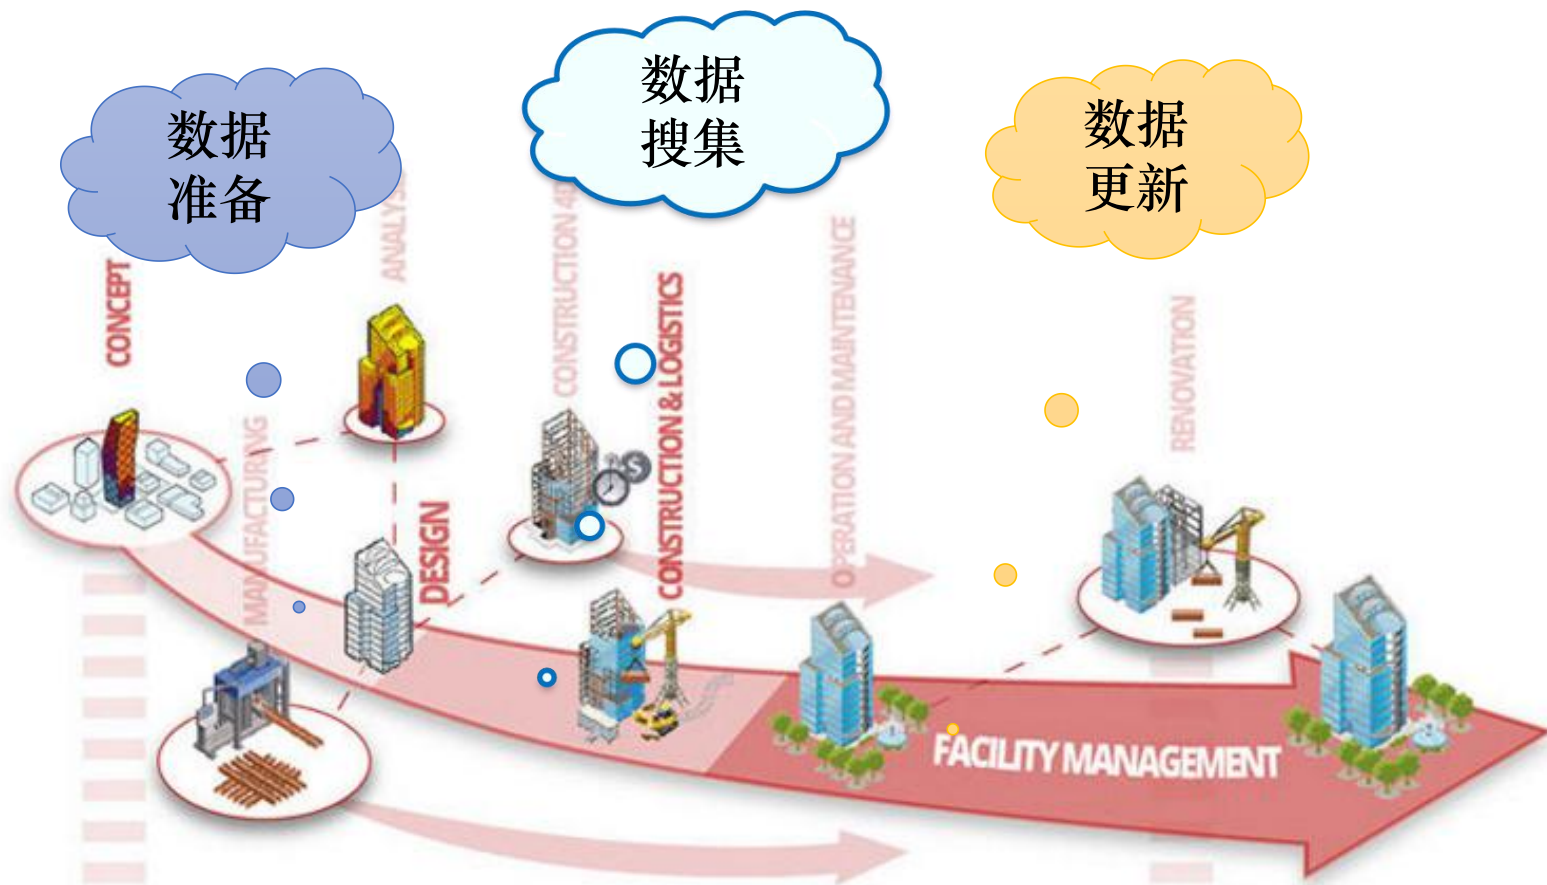 数据
准备
数据
搜集
数据
更新
CONCEPT
MANUFACTURING
DESIGN
CONSTRUCTION 4D
CONSTRUCTION & LOGISTICS
OPERATION AND MAINTENANCE
RENOVATION
FACILITY MANAGEMENT